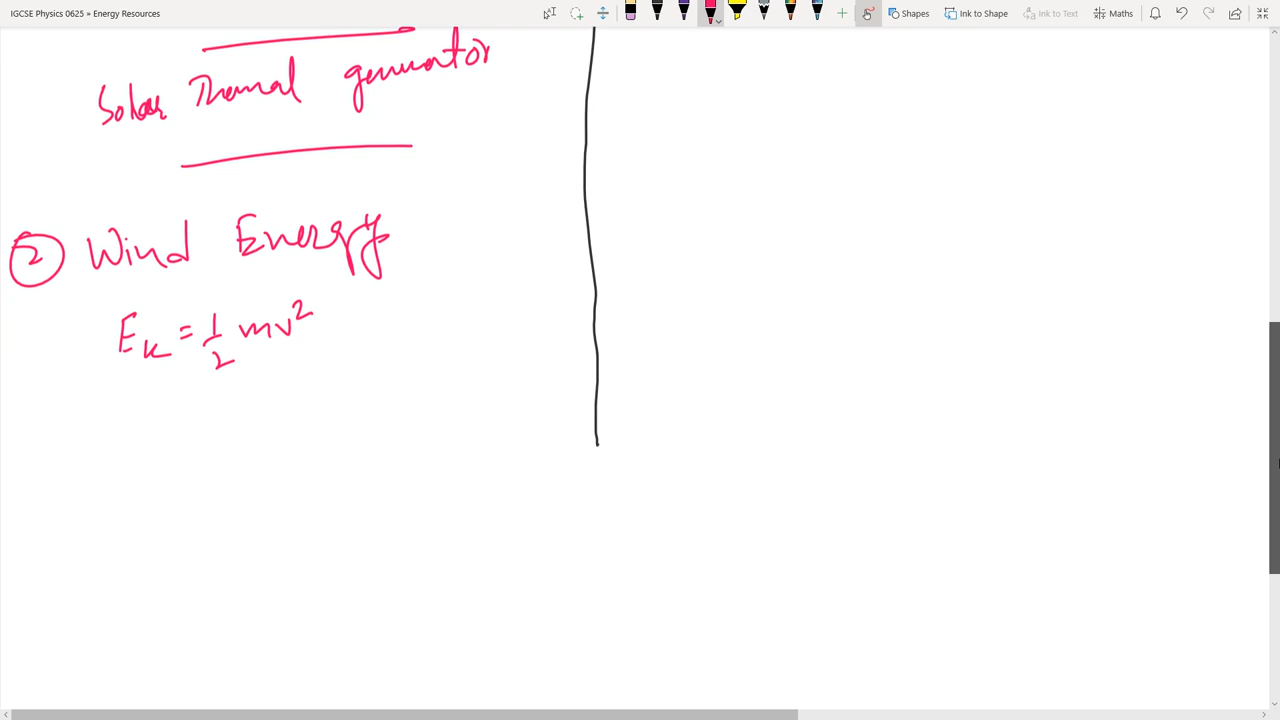 IGCSE Physics 0625 » Energy Resources
Shapes Ink to Shape Ink to Text Maths
Solar Thermal generator
2 Wind Energy
Eₖ = 1/2 mv²